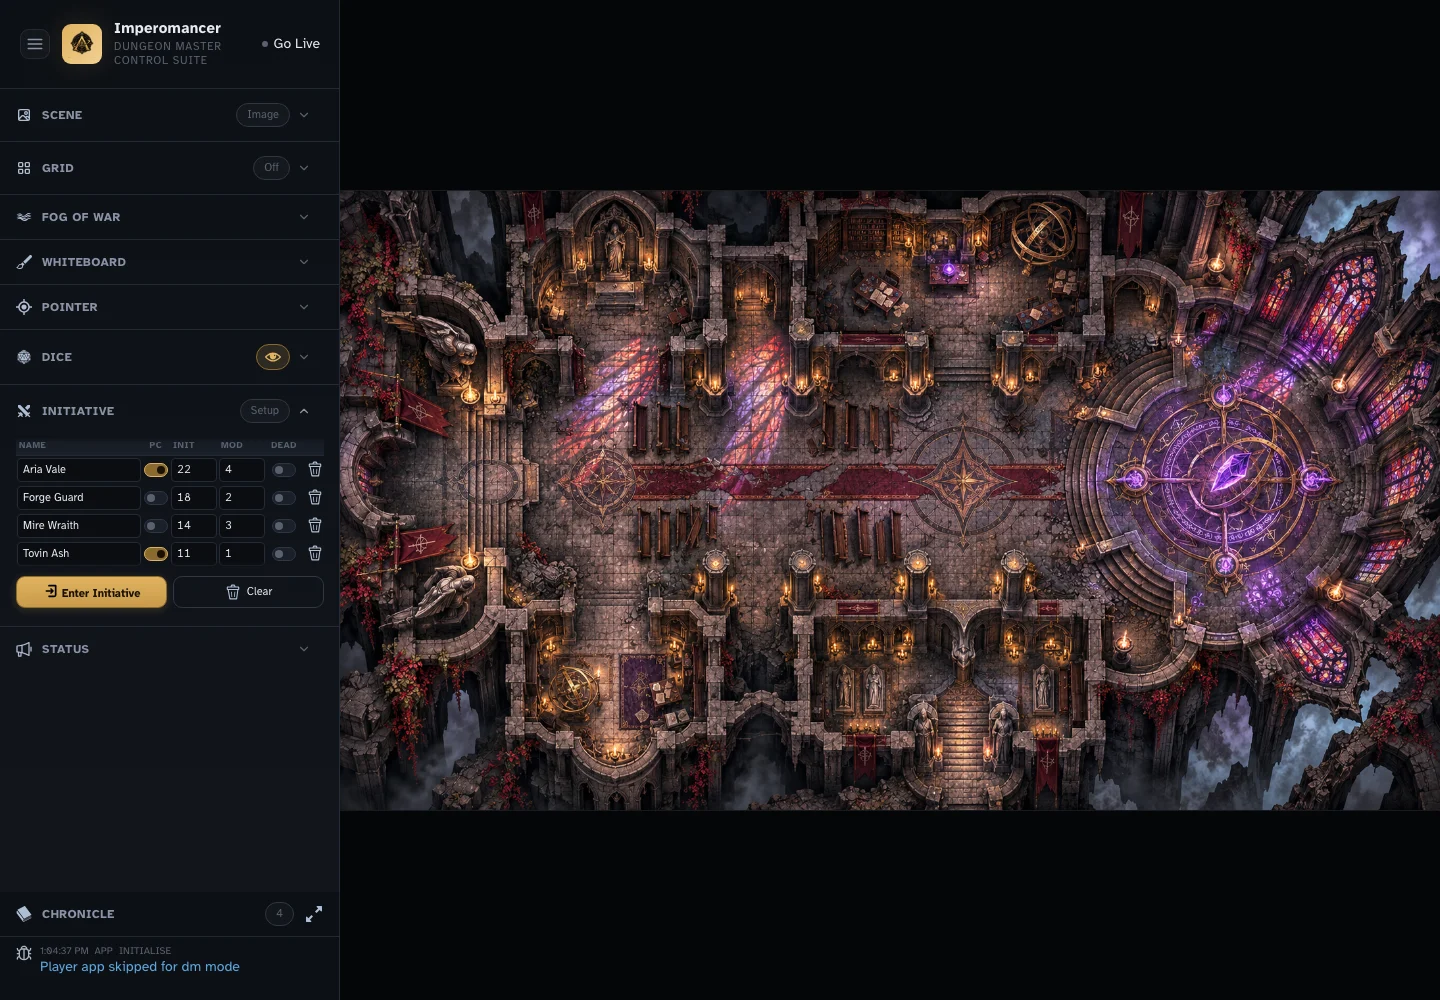 Imperomancer
DUNGEON MASTER
CONTROL SUITE
Go Live
SCENE
Image
GRID
Off
FOG OF WAR
WHITEBOARD
POINTER
DICE
INITIATIVE
Setup
NAME PC INIT MOD DEAD
Aria Vale 22 4
Forge Guard 18 2
Mire Wraith 14 3
Tovin Ash 11 1
Enter Initiative
Clear
STATUS
CHRONICLE
4
1:04:37 PM APP INITIALISE
Player app skipped for dm mode